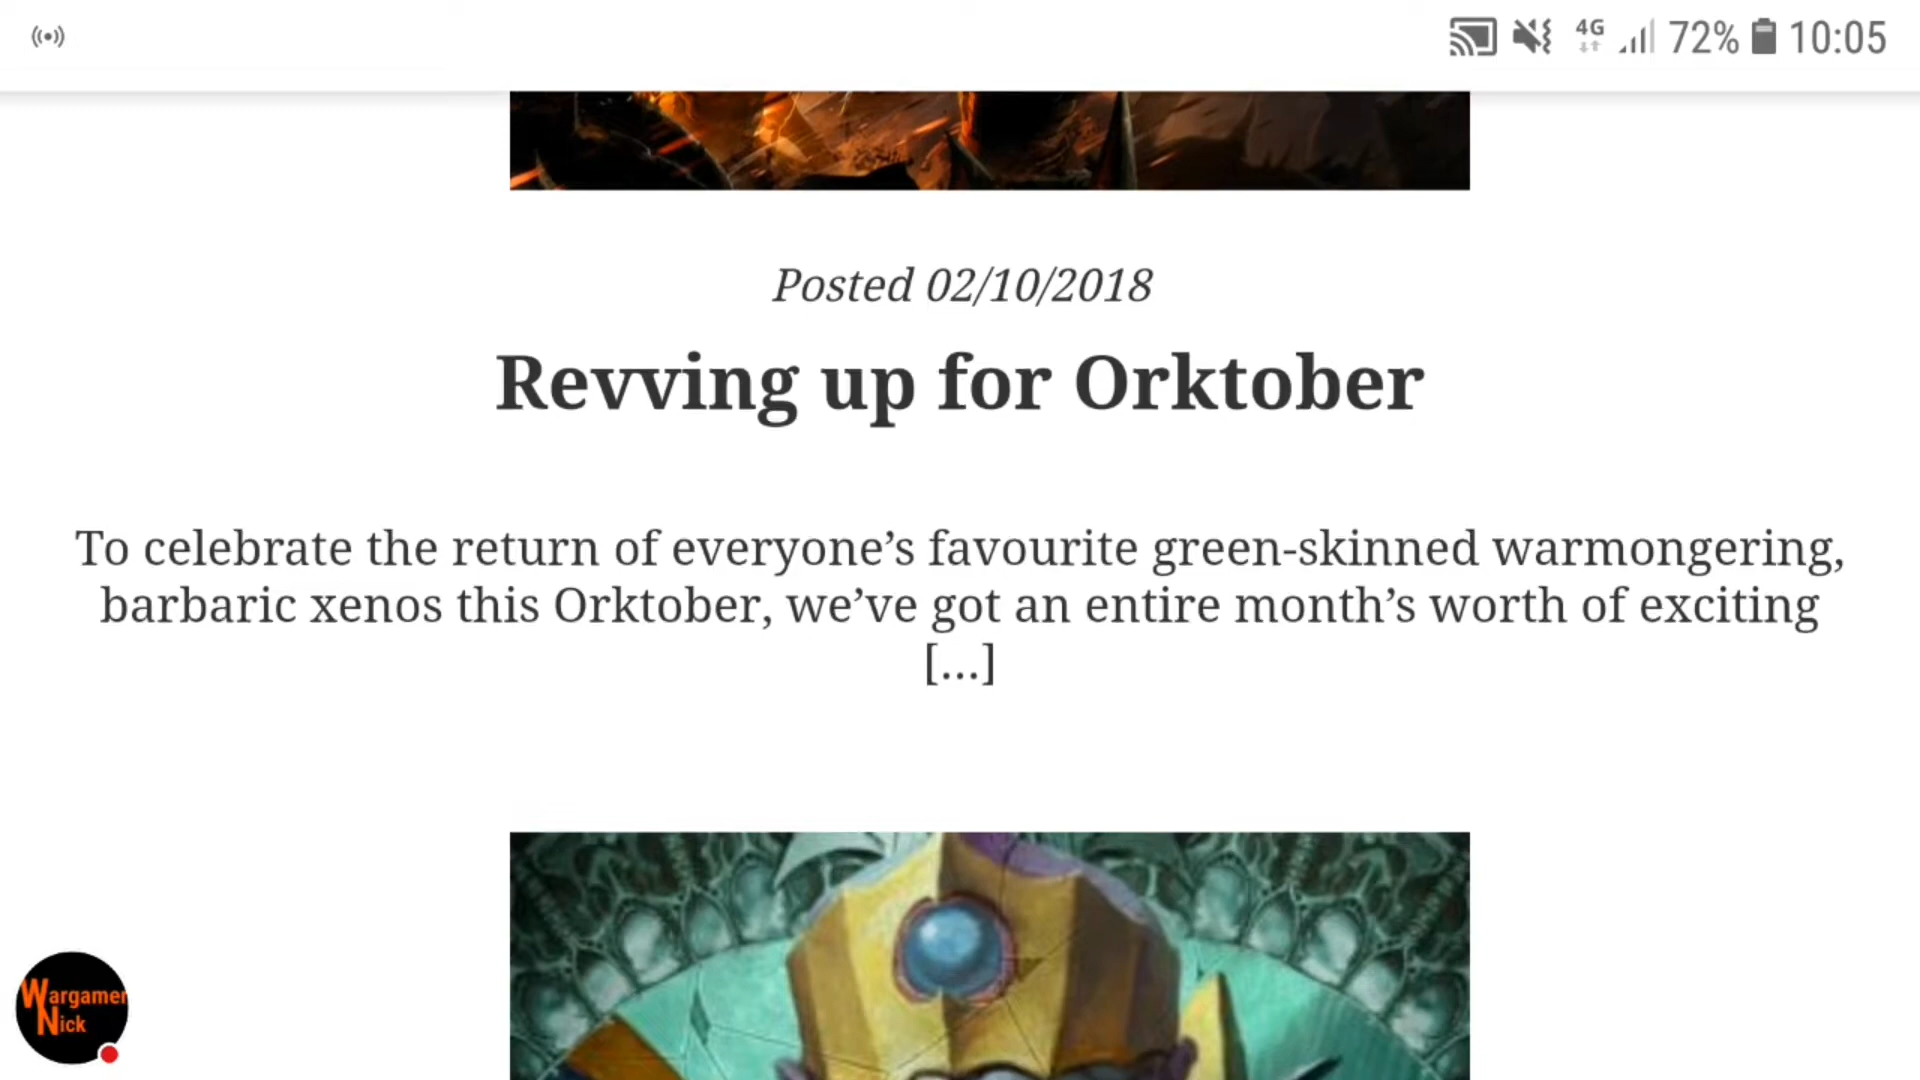 4G 72% 10:05
Posted 02/10/2018
Revving up for Orktober
To celebrate the return of everyone’s favourite green-skinned warmongering,
barbaric xenos this Orktober, we’ve got an entire month’s worth of exciting
[…]
Wargamer
Nick